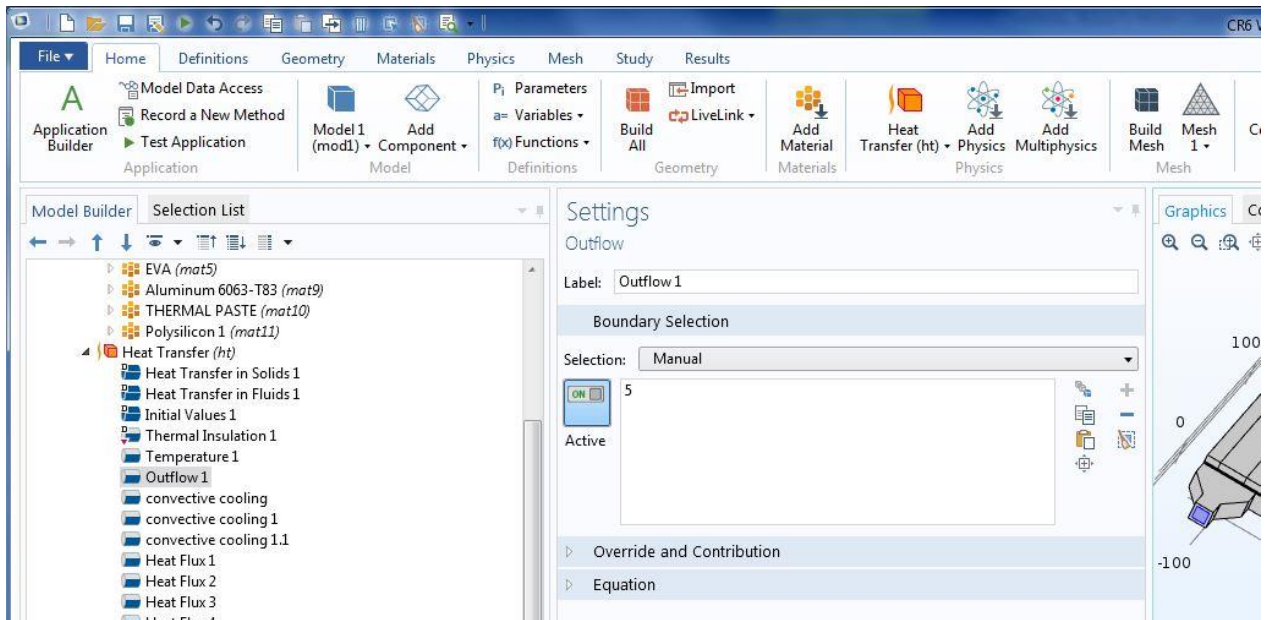 CR6 V
File Home Definitions Geometry Materials Physics Mesh Study Results
A
Application Builder
Model Data Access
Record a New Method
Test Application
Application
Model 1 (mod1)
Add Component
Model
Pi Parameters
a= Variables
f(x) Functions
Definitions
Build All
Import
LiveLink
Geometry
Add Material
Materials
Heat Transfer (ht)
Add Physics
Add Multiphysics
Physics
Build Mesh
Mesh 1
Mesh
Model Builder Selection List
EVA (mat5)
Aluminum 6063-T83 (mat9)
THERMAL PASTE (mat10)
Polysilicon 1 (mat11)
Heat Transfer (ht)
Heat Transfer in Solids 1
Heat Transfer in Fluids 1
Initial Values 1
Thermal Insulation 1
Temperature 1
Outflow 1
convective cooling
convective cooling 1
convective cooling 1.1
Heat Flux 1
Heat Flux 2
Heat Flux 3
Settings
Outflow
Label: Outflow 1
Boundary Selection
Selection: Manual
ON
5
Active
Override and Contribution
Equation
Graphics
100
0
-100